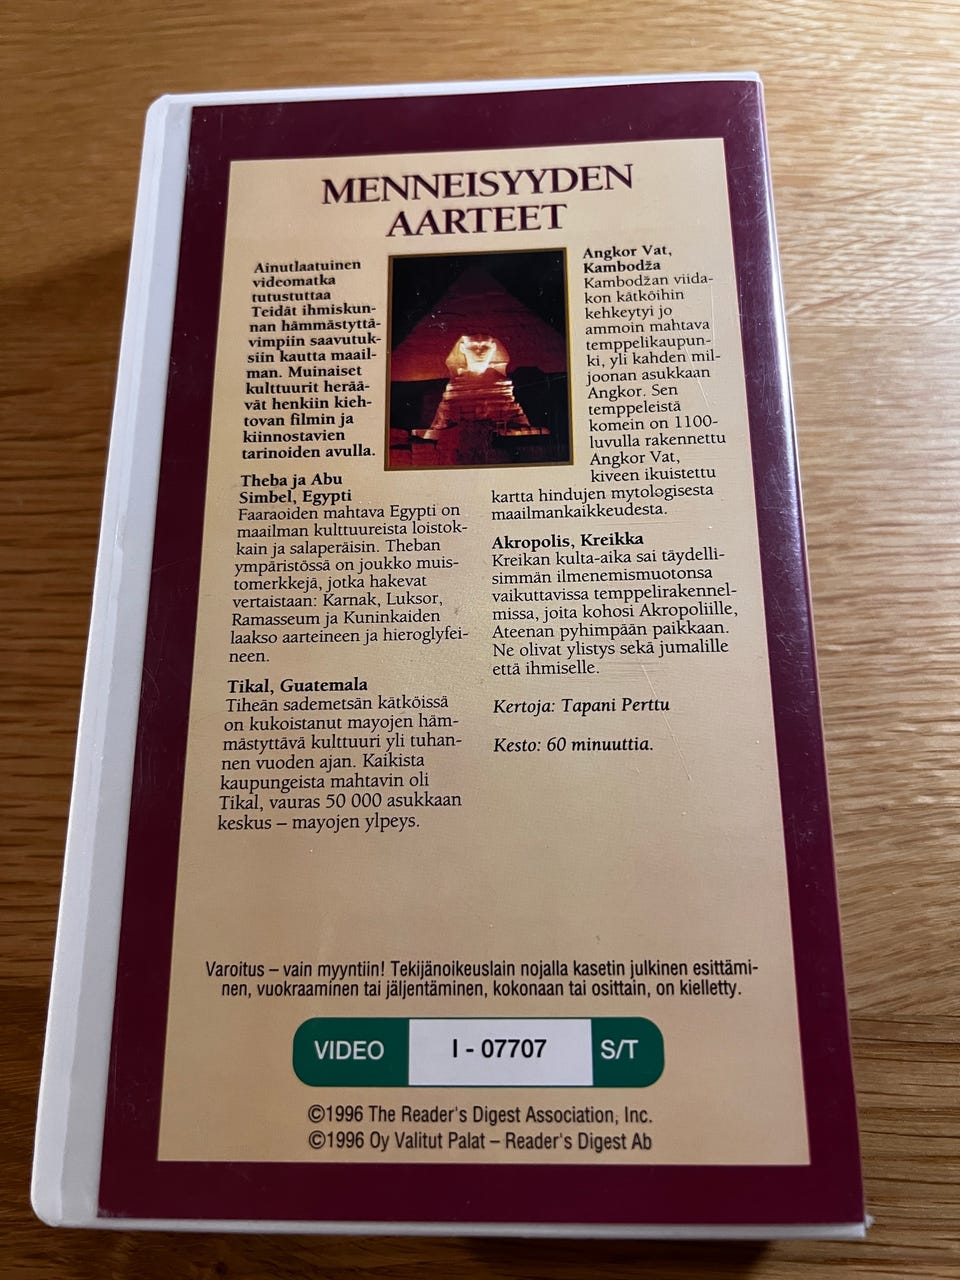 MENNEISYYDEN
AARTEET
Ainutlaatuinen
videomatka
tutustuttaa
Teidät ihmiskun-
nan hämmästyttä-
vimpiin saavutuk-
siin kautta maail-
man. Muinaiset
kulttuurit herää-
vät henkiin kieh-
tovan filmin ja
kiinnostavien
tarinoiden avulla.
Theba ja Abu
Simbel, Egypti
Faaraoiden mahtava Egypti on
maailman kulttuureista loistok-
kain ja salaperäisin. Theban
ympäristössä on joukko muis-
tomerkkejä, jotka hakevat
vertaistaan: Karnak, Luksor,
Ramasseum ja Kuninkaiden
laakso aarteineen ja hieroglyfei-
neen.
Tikal, Guatemala
Tiheän sademetsän kätköissä
on kukoistanut mayojen häm-
mästyttävä kulttuuri yli tuhan-
nen vuoden ajan. Kaikista
kaupungeista mahtavin oli
Tikal, vauras 50 000 asukkaan
keskus – mayojen ylpeys.
Angkor Vat,
Kambodža
Kambodžan viida-
kon kätköihin
kehkeytyi jo
ammoin mahtava
temppelikaupun-
ki, yli kahden mil-
joonan asukkaan
Angkor. Sen
temppeleistä
komein on 1100-
luvulla rakennettu
Angkor Vat,
kiveen ikuistettu
kartta hindujen mytologisesta
maailmankaikkeudesta.
Akropolis, Kreikka
Kreikan kulta-aika sai täydelli-
simmän ilmenemismuotonsa
vaikuttavissa temppelirakennel-
missa, joita kohosi Akropoliille,
Ateenan pyhimpään paikkaan.
Ne olivat ylistys sekä jumalille
että ihmiselle.
Kertoja: Tapani Perttu
Kesto: 60 minuuttia.
Varoitus – vain myyntiin! Tekijänoikeuslain nojalla kasetin julkinen esittämi-
nen, vuokraaminen tai jäljentäminen, kokonaan tai osittain, on kielletty.
VIDEO I - 07707 S/T
©1996 The Reader's Digest Association, Inc.
©1996 Oy Valitut Palat – Reader's Digest Ab